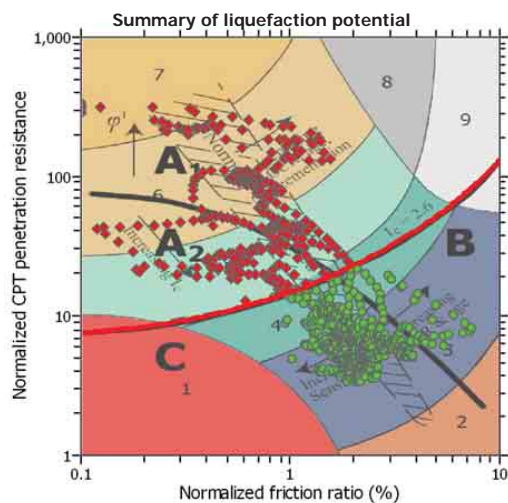 Summary of liquefaction potential
Normalized CPT penetration resistance
1,000
100
10
1
0.1
1
10
Normalized friction ratio (%)
7
8
9
φ'
A1
6
A2
Ic = 2.6
B
4
3
C
1
2